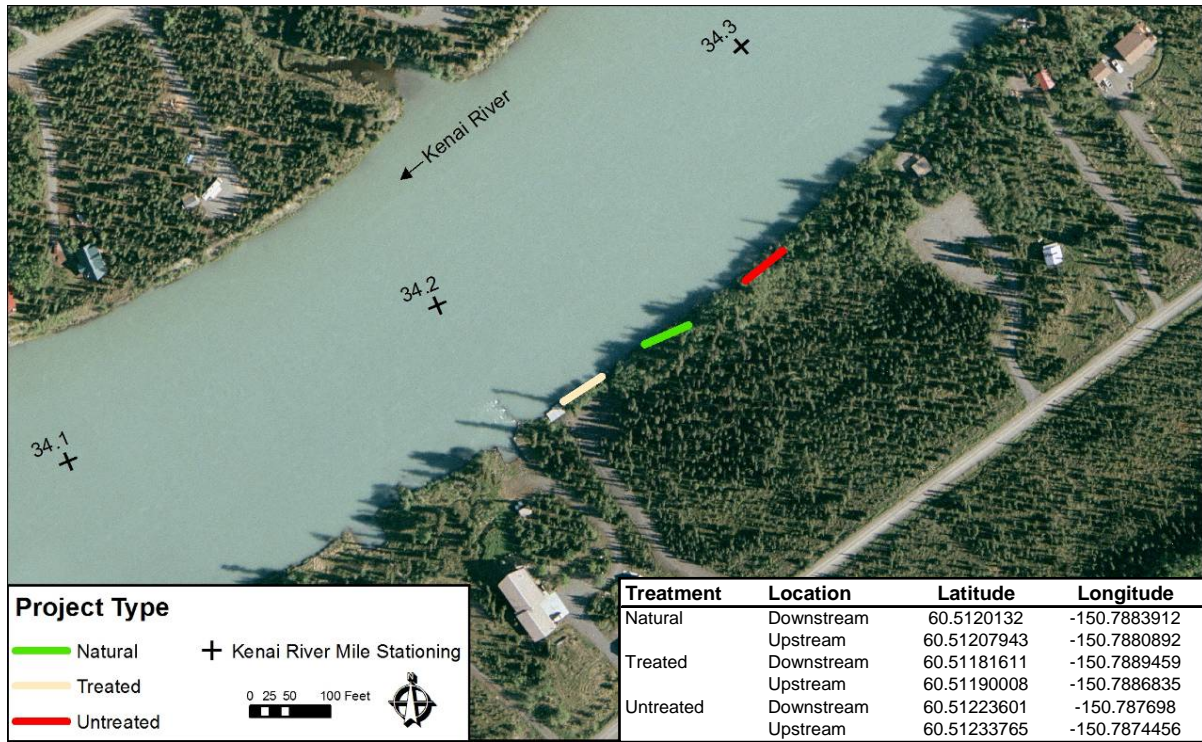 34.3
←Kenai River
34.2
34.1
Project Type
Natural
Treated
Untreated
Kenai River Mile Stationing
0 25 50 100 Feet
Treatment Location Latitude Longitude
Natural Downstream 60.5120132 -150.7883912
Upstream 60.51207943 -150.7880892
Treated Downstream 60.51181611 -150.7889459
Upstream 60.51190008 -150.7886835
Untreated Downstream 60.51223601 -150.787698
Upstream 60.51233765 -150.7874456